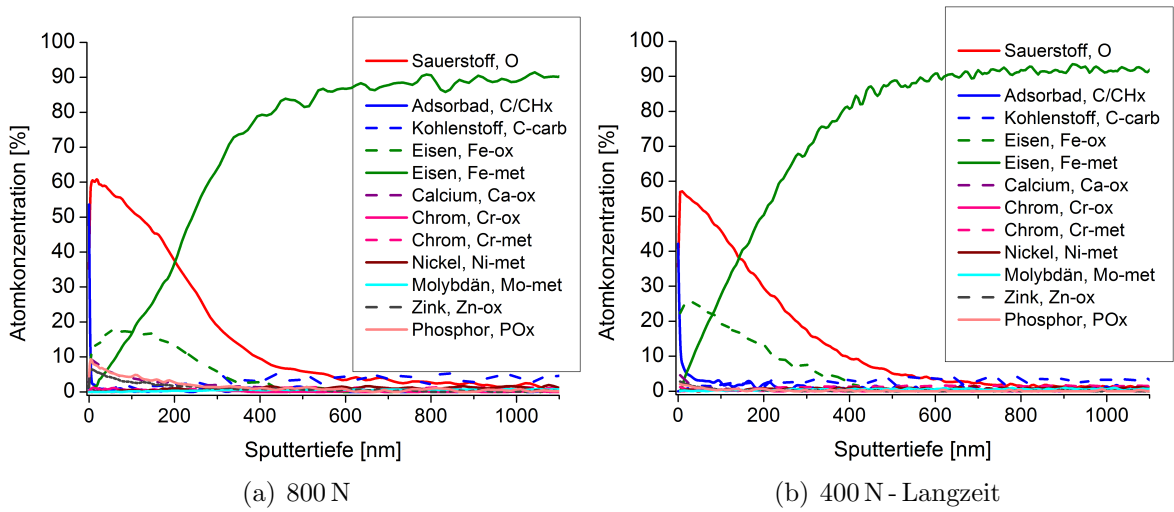 100
90
80
70
60
50
40
30
20
10
0
Atomkonzentration [%]
0
200
400
600
800
1000
Sputtertiefe [nm]
Sauerstoff, O
Adsorbad, C/CHx
Kohlenstoff, C-carb
Eisen, Fe-ox
Eisen, Fe-met
Calcium, Ca-ox
Chrom, Cr-ox
Chrom, Cr-met
Nickel, Ni-met
Molybdän, Mo-met
Zink, Zn-ox
Phosphor, POx
(a) 800 N
100
90
80
70
60
50
40
30
20
10
0
Atomkonzentration [%]
0
200
400
600
800
1000
Sputtertiefe [nm]
Sauerstoff, O
Adsorbad, C/CHx
Kohlenstoff, C-carb
Eisen, Fe-ox
Eisen, Fe-met
Calcium, Ca-ox
Chrom, Cr-ox
Chrom, Cr-met
Nickel, Ni-met
Molybdän, Mo-met
Zink, Zn-ox
Phosphor, POx
(b) 400 N - Langzeit